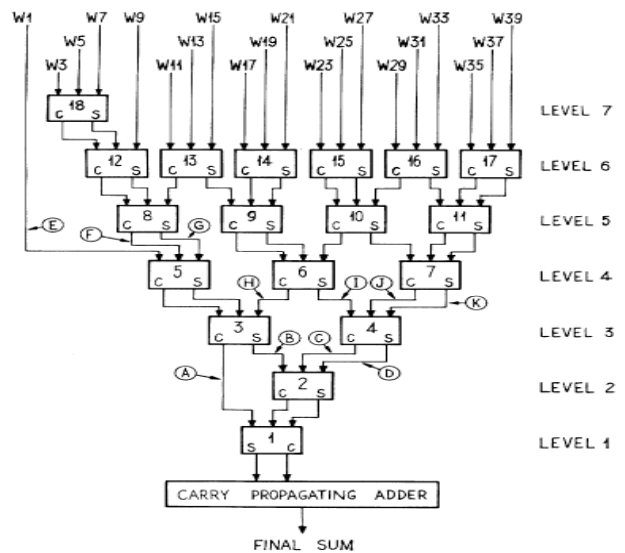 W1 W7 W9 W15 W21 W27 W33 W39
W5 W13 W19 W25 W31 W37
W3 W11 W17 W23 W29 W35
18 LEVEL 7
C S
12 13 14 15 16 17 LEVEL 6
C S C S C S C S C S C S
8 9 10 11 LEVEL 5
C S C S C S C S
E F G
5 6 7 LEVEL 4
C S C S C S
H I J K
3 4 LEVEL 3
C S C S
B C
A D
2 LEVEL 2
C S
1 LEVEL 1
S C
CARRY PROPAGATING ADDER
FINAL SUM